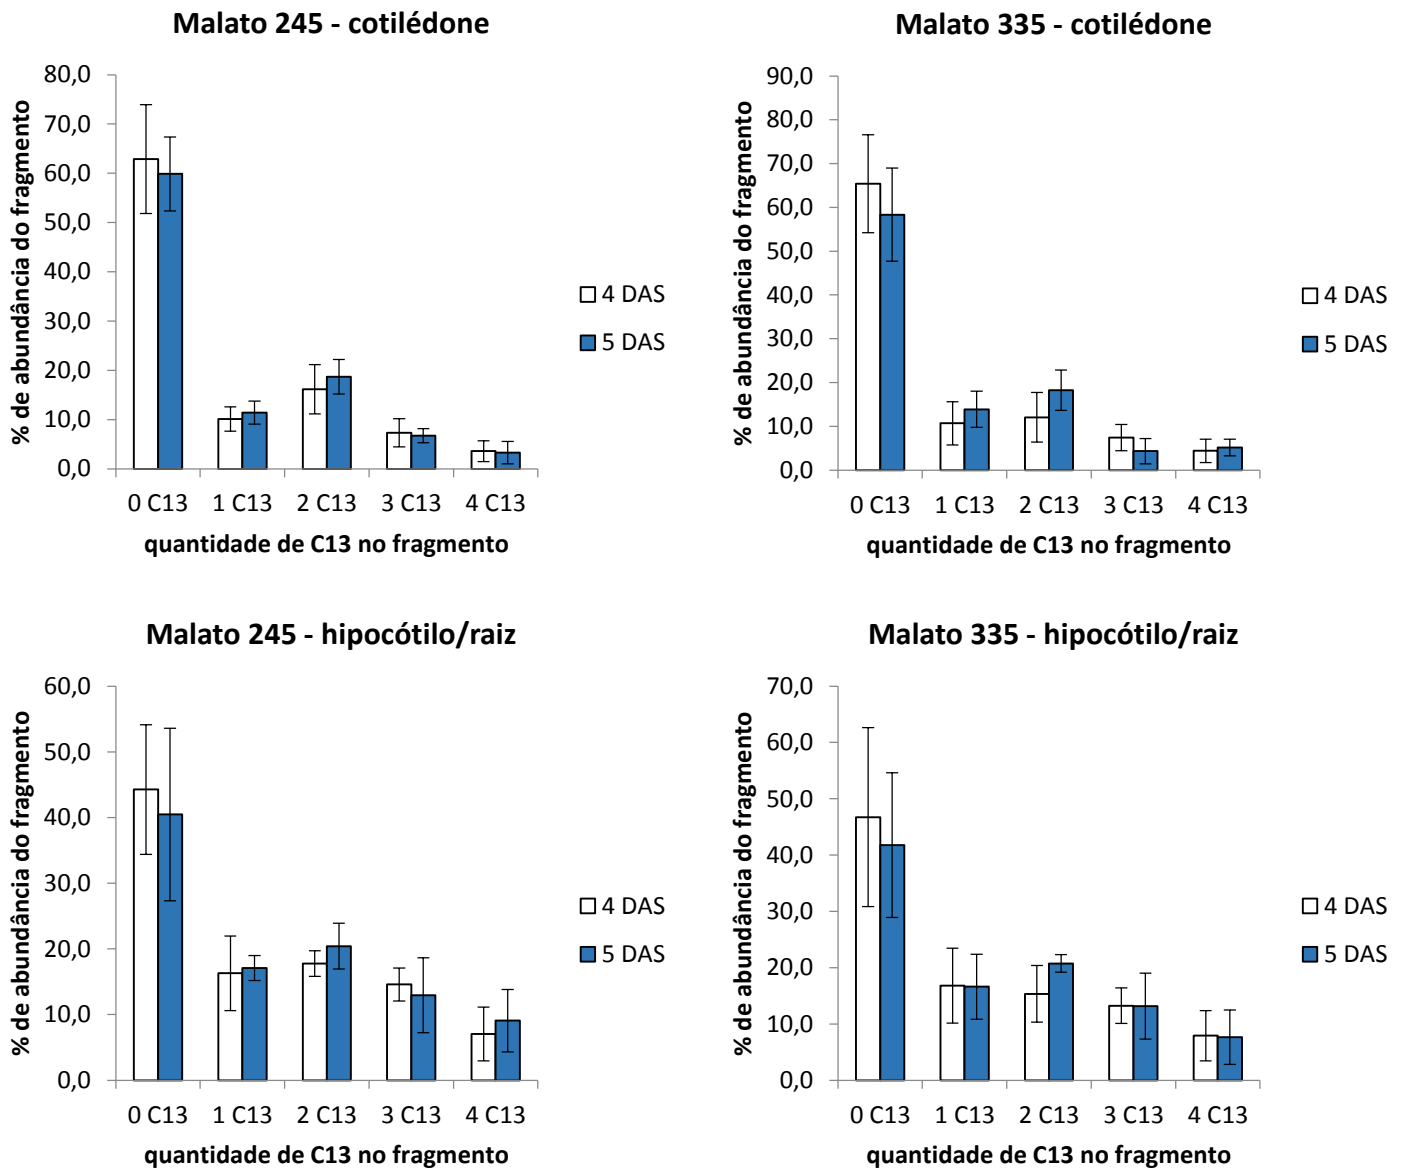 Malato 245 - cotilédone
% de abundância do fragmento
80,0
70,0
60,0
50,0
40,0
30,0
20,0
10,0
0,0
0 C13 1 C13 2 C13 3 C13 4 C13
quantidade de C13 no fragmento
4 DAS
5 DAS
Malato 335 - cotilédone
% de abundância do fragmento
90,0
80,0
70,0
60,0
50,0
40,0
30,0
20,0
10,0
0,0
0 C13 1 C13 2 C13 3 C13 4 C13
quantidade de C13 no fragmento
4 DAS
5 DAS
Malato 245 - hipocótilo/raiz
% de abundância do fragmento
60,0
50,0
40,0
30,0
20,0
10,0
0,0
0 C13 1 C13 2 C13 3 C13 4 C13
quantidade de C13 no fragmento
4 DAS
5 DAS
Malato 335 - hipocótilo/raiz
% de abundância do fragmento
70,0
60,0
50,0
40,0
30,0
20,0
10,0
0,0
0 C13 1 C13 2 C13 3 C13 4 C13
quantidade de C13 no fragmento
4 DAS
5 DAS